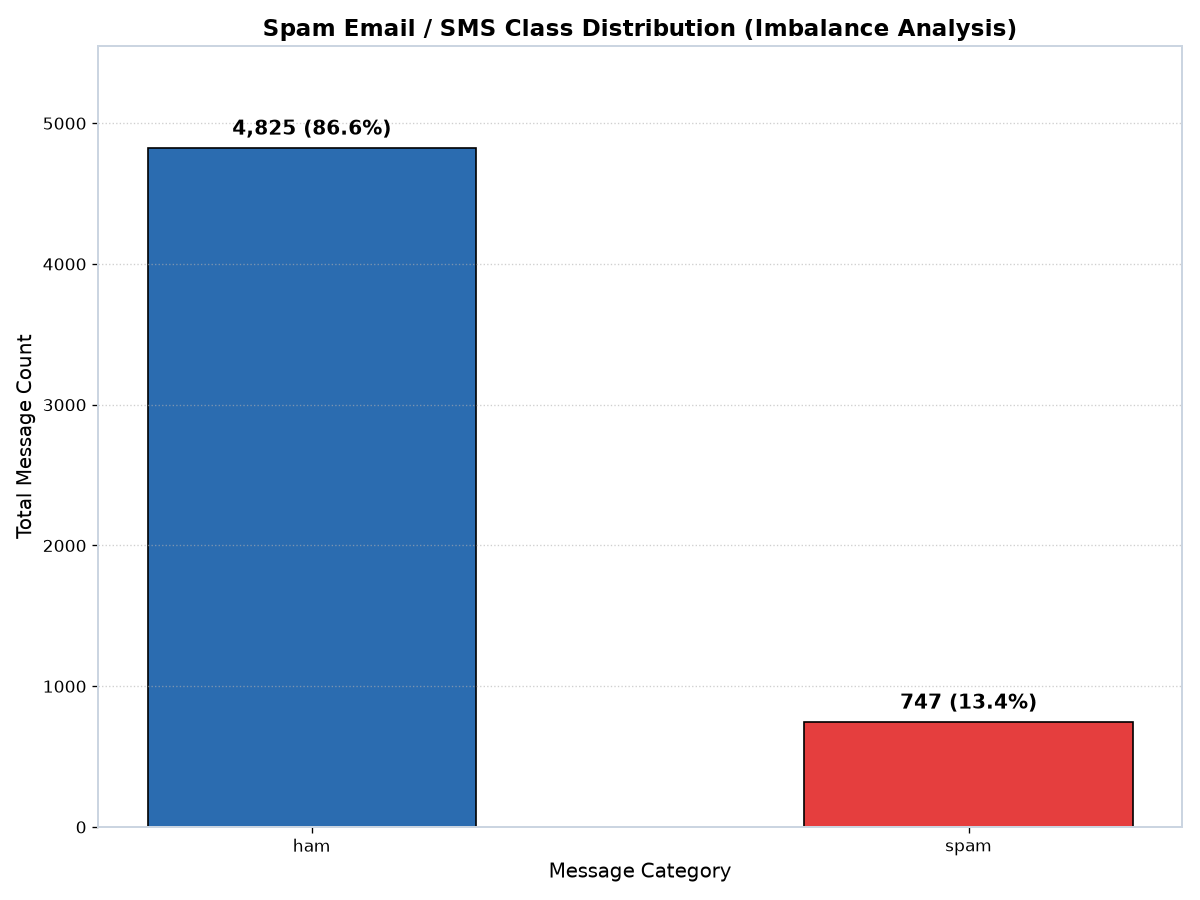 Spam Email / SMS Class Distribution (Imbalance Analysis)
Total Message Count
5000
4000
3000
2000
1000
0
4,825 (86.6%)
747 (13.4%)
ham
spam
Message Category